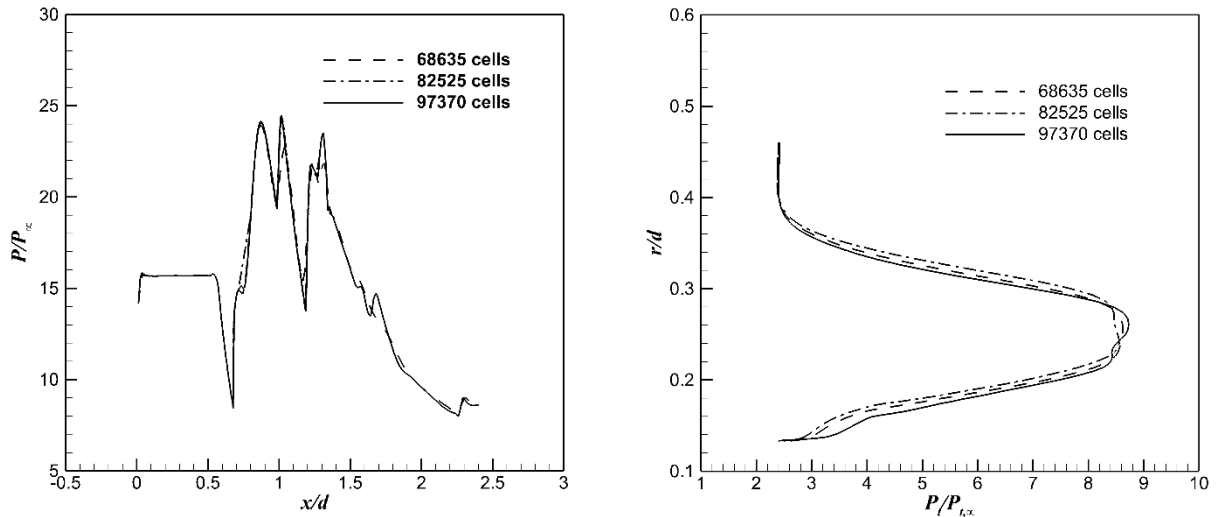 68635 cells
82525 cells
97370 cells
30
25
20
15
10
5
P/P∞
-0.5 0 0.5 1 1.5 2 2.5 3
x/d
68635 cells
82525 cells
97370 cells
0.6
0.5
0.4
0.3
0.2
0.1
r/d
1 2 3 4 5 6 7 8 9 10
Pt/Pt,∞